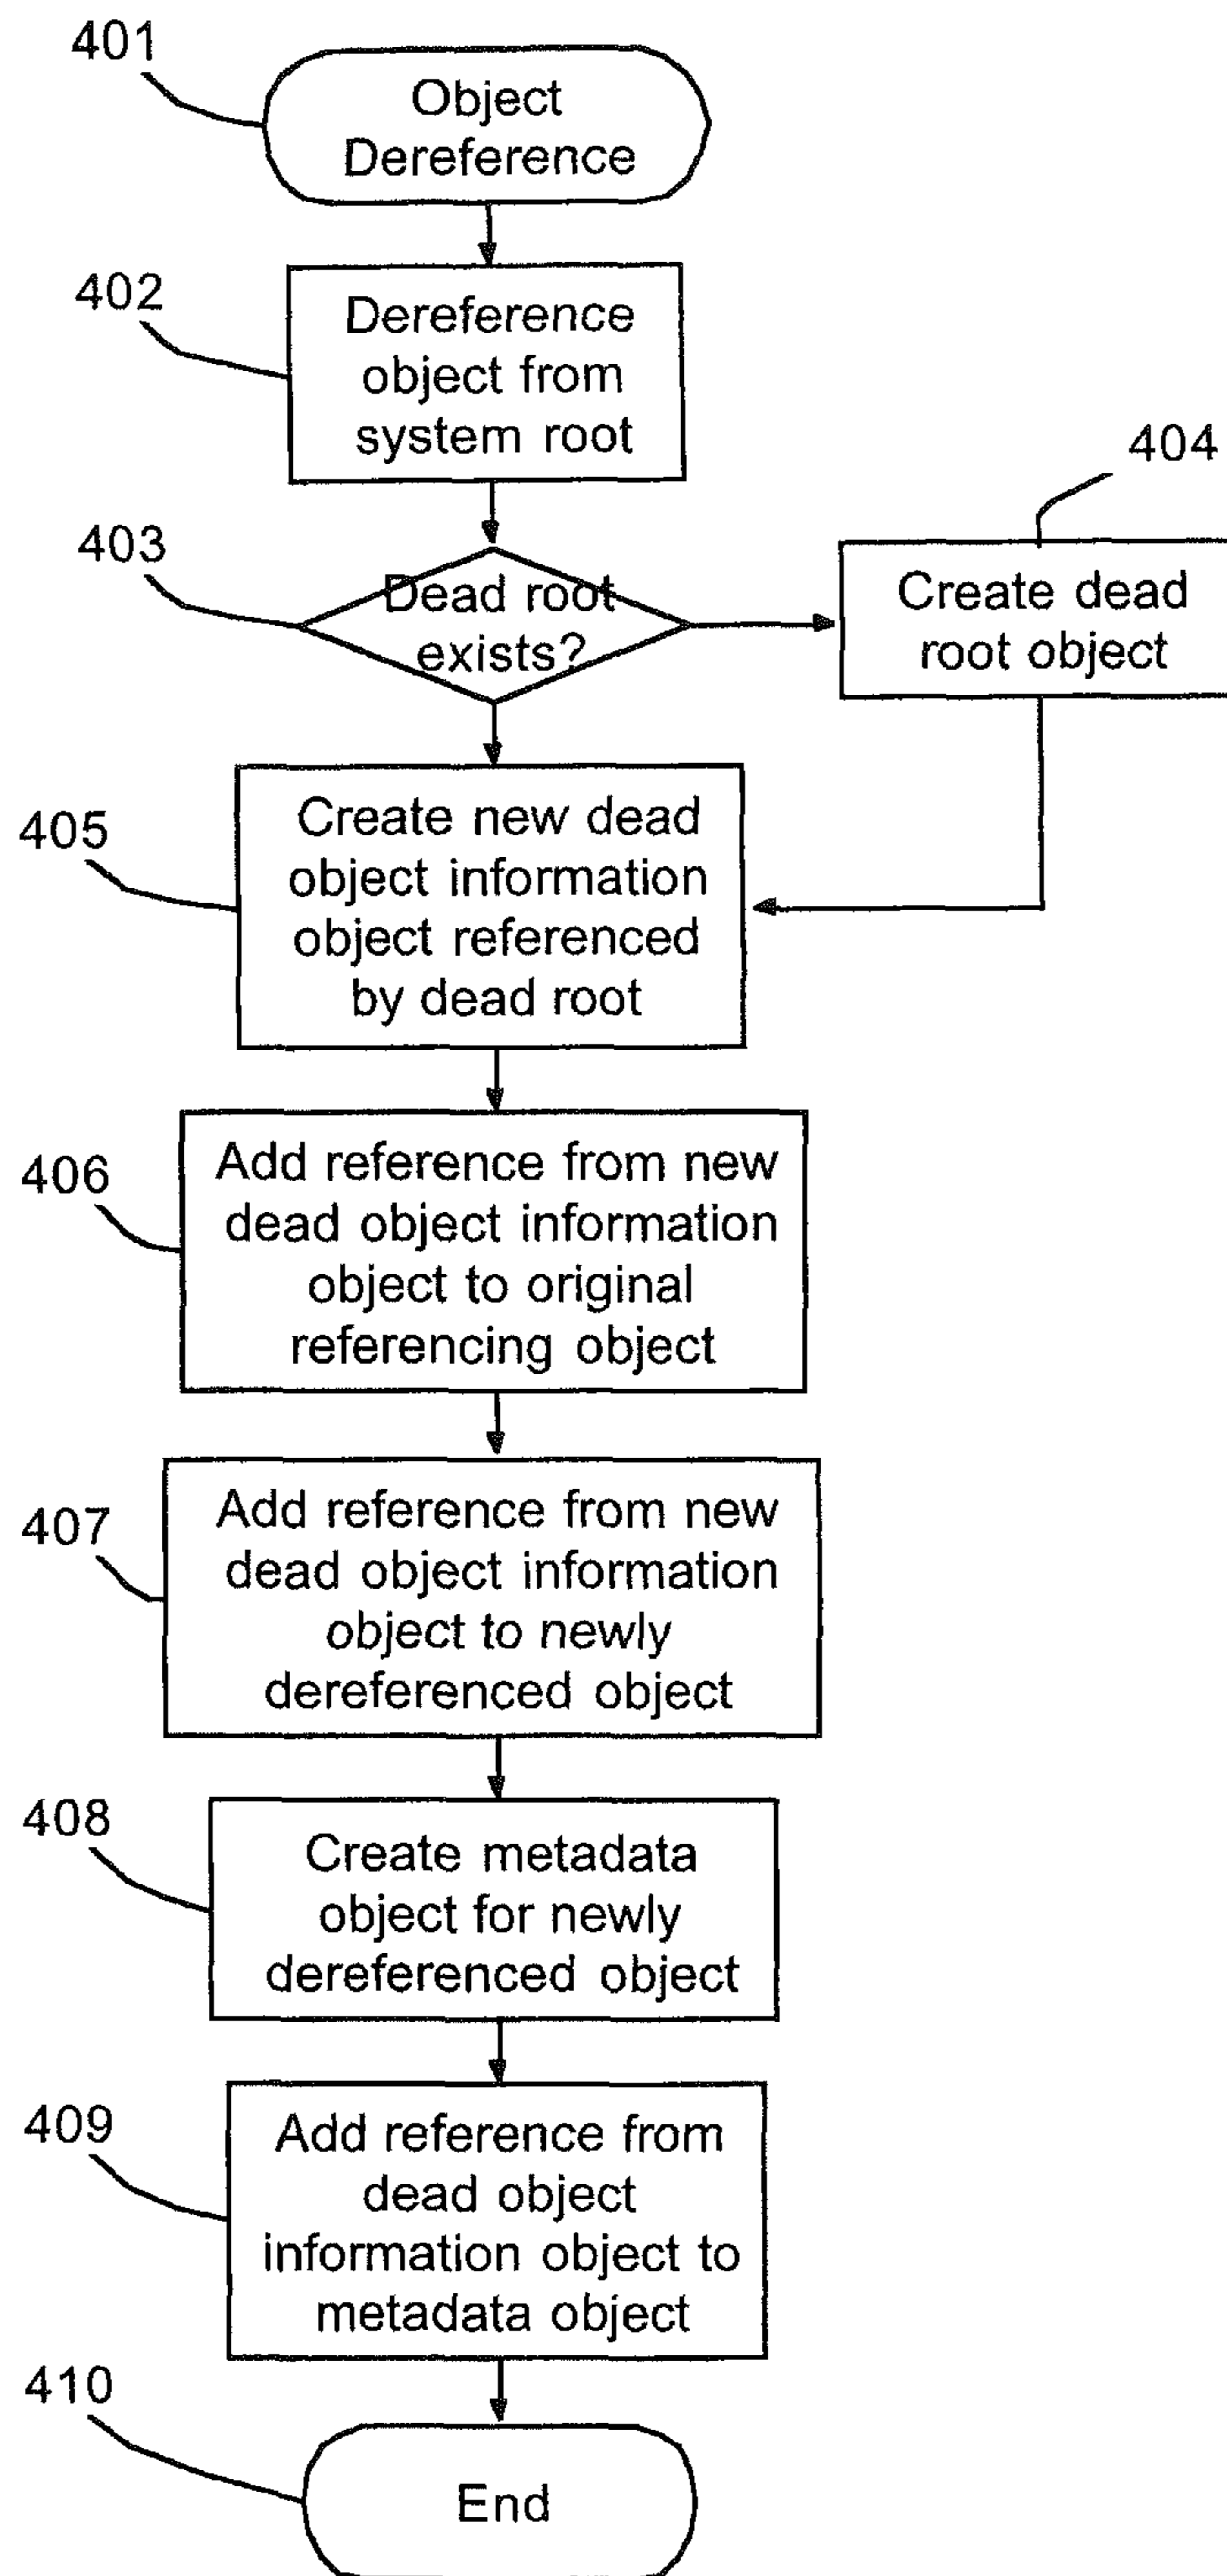 401
Object
Dereference
402
Dereference
object from
system root
403
Dead root
exists?
404
Create dead
root object
405
Create new dead
object information
object referenced
by dead root
406
Add reference from new
dead object information
object to original
referencing object
407
Add reference from new
dead object information
object to newly
dereferenced object
408
Create metadata
object for newly
dereferenced object
409
Add reference from
dead object
information object to
metadata object
410
End